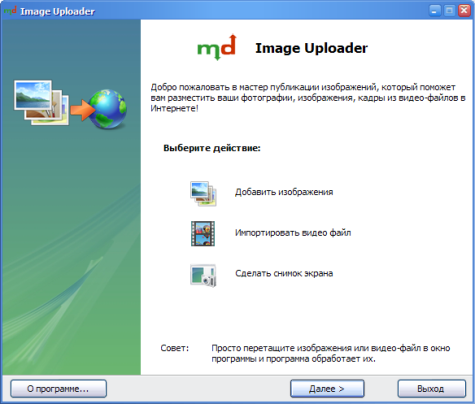 Image Uploader
md Image Uploader
Добро пожаловать в мастер публикации изображений, который поможет
вам разместить ваши фотографии, изображения, кадры из видео-файлов в
Интернете!
Выберите действие:
Добавить изображения
Импортировать видео файл
Сделать снимок экрана
Совет: Просто перетащите изображения или видео-файл в окно
программы и программа обработает их.
О программе... Далее > Выход